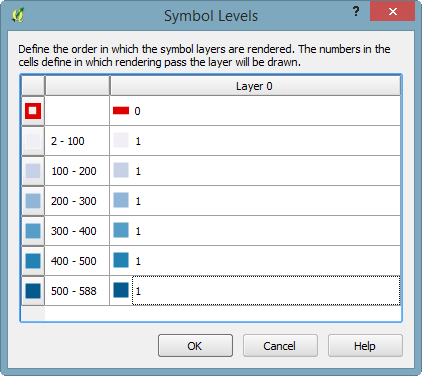 Symbol Levels
?
Define the order in which the symbol layers are rendered. The numbers in the
cells define in which rendering pass the layer will be drawn.
Layer 0
0
2 - 100 1
100 - 200 1
200 - 300 1
300 - 400 1
400 - 500 1
500 - 588 1
OK Cancel Help